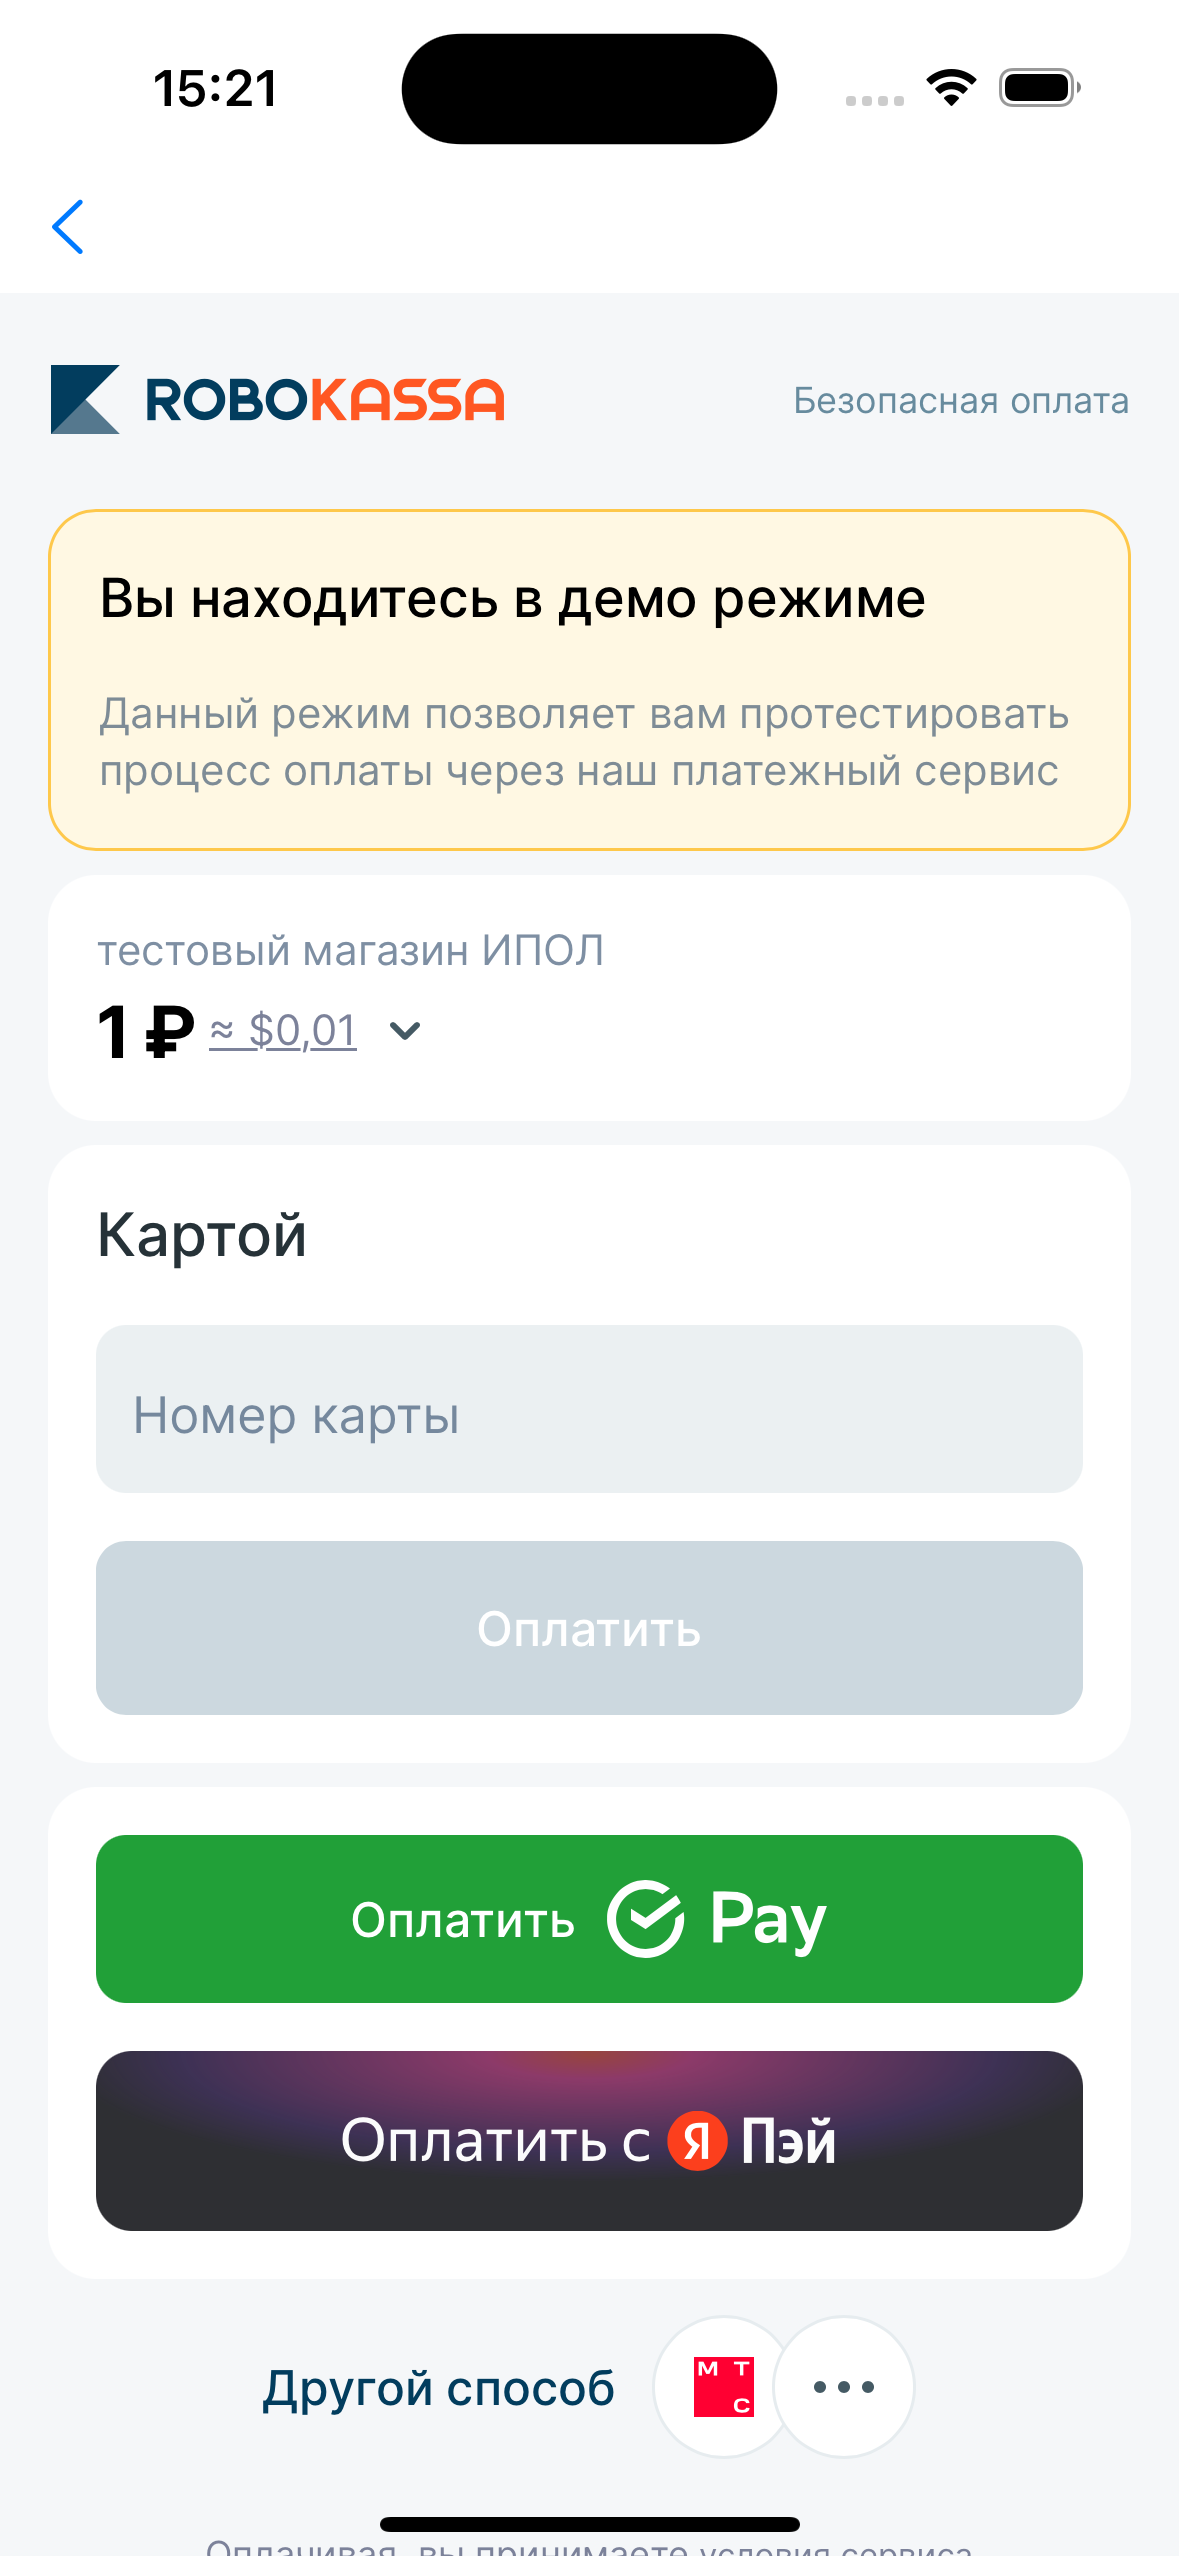 15:21
ROBOKASSA
Безопасная оплата
Вы находитесь в демо режиме
Данный режим позволяет вам протестировать
процесс оплаты через наш платежный сервис
тестовый магазин ИПОЛ
1 ₽ ≈ $0,01
Картой
Номер карты
Оплатить
Оплатить Pay
Оплатить с Я Пэй
Другой способ
М Т
С
Оплачивая, вы принимаете условия сервиса